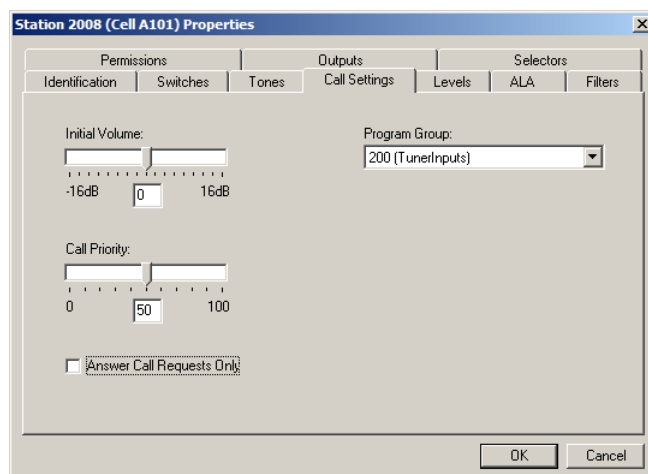 Station 2008 (Cell A101) Properties
Permissions Outputs Selectors
Identification Switches Tones Call Settings Levels ALA Filters
Initial Volume:
-16dB 0 16dB
Program Group:
200 (TunerInputs)
Call Priority:
0 50 100
Answer Call Requests Only
OK Cancel